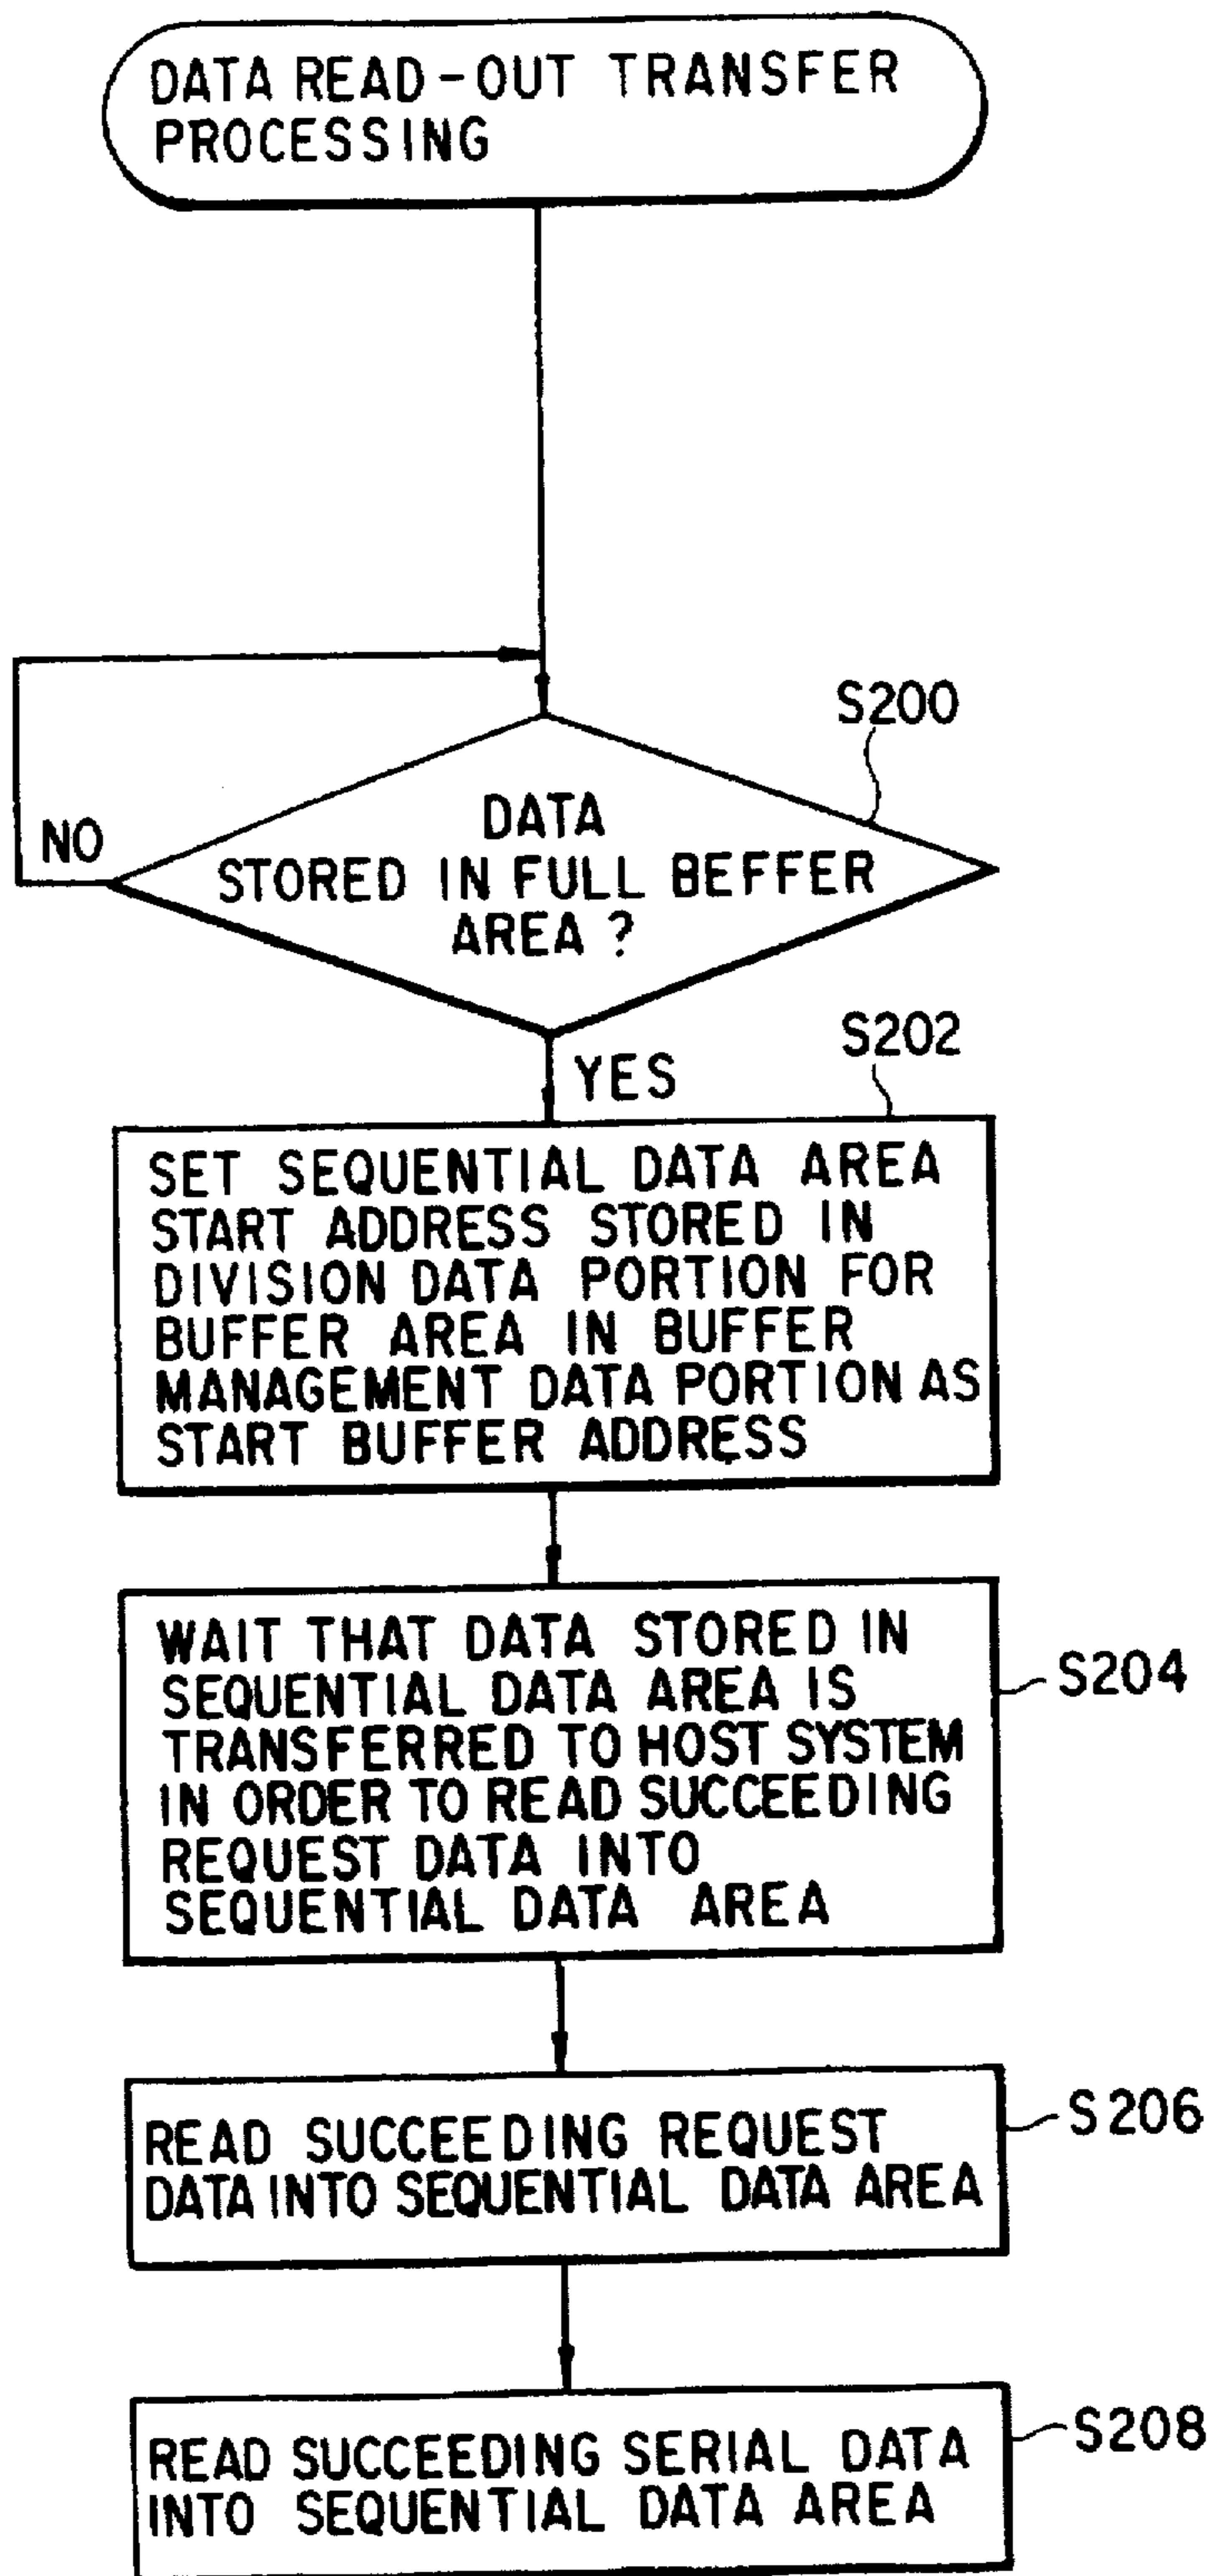 DATA READ-OUT TRANSFER
PROCESSING
S200
DATA
NO
STORED IN FULL BEFFER
AREA ?
S202
YES
SET SEQUENTIAL DATA AREA
START ADDRESS STORED IN
DIVISION DATA PORTION FOR
BUFFER AREA IN BUFFER
MANAGEMENT DATA PORTION AS
START BUFFER ADDRESS
WAIT THAT DATA STORED IN
SEQUENTIAL DATA AREA IS
S204
TRANSFERRED TO HOST SYSTEM
IN ORDER TO READ SUCCEEDING
REQUEST DATA INTO
SEQUENTIAL DATA AREA
S206
READ SUCCEEDING REQUEST
DATA INTO SEQUENTIAL DATA AREA
S208
READ SUCCEEDING SERIAL DATA
INTO SEQUENTIAL DATA AREA